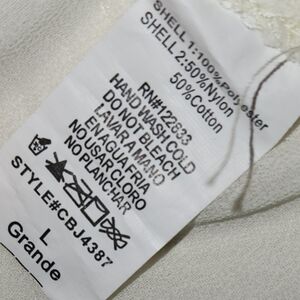 SHELL 1:100%Polyester
SHELL 2:50%Nylon
50%Cotton
RN#122633
HAND WASH COLD
DO NOT BLEACH
LAVAR A MANO
EN AGUA FRIA
NO USAR CLORO
NO PLANCHAR
STYLE#CBJ4387
L
Grande